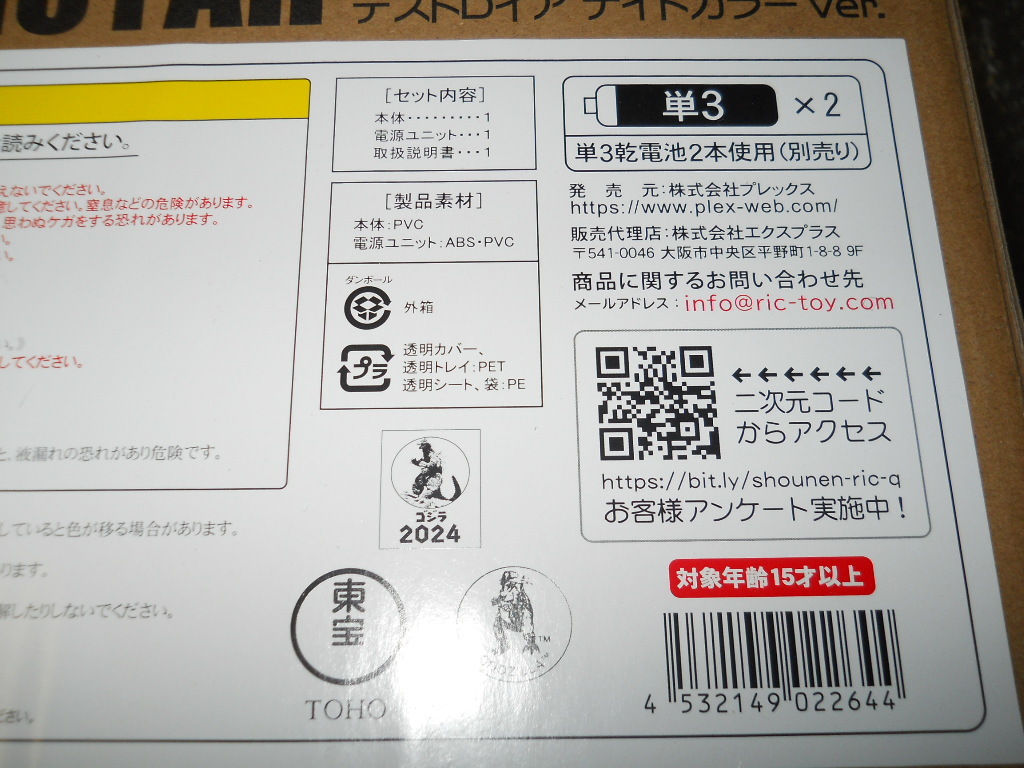 デストロイア ナイトカラーver.
読みください。
えないでください。
してください。窒息などの危険があります。
思わぬケガをする恐れがあります。
してください。
と、液漏れの恐れがあり危険です。
していると色が移る場合があります。
ります。
解したりしないでください。
ださい。
[セット内容]
本体・・・・・・・・・1
電源ユニット・・・1
取扱説明書・・・1
[製品素材]
本体:PVC
電源ユニット:ABS・PVC
ダンボール
外箱
プラ
透明カバー、
透明トレイ:PET
透明シート、袋:PE
ゴジラ
2024
東宝
TOHO
TM
単3 ×2
単3乾電池2本使用(別売り)
発 売 元:株式会社プレックス
https://www.plex-web.com/
販売代理店:株式会社エクスプラス
〒541-0046 大阪市中央区平野町1-8-8 9F
商品に関するお問い合わせ先
メールアドレス:info@ric-toy.com
←←←←←←
二次元コード
からアクセス
https://bit.ly/shounen-ric-q
お客様アンケート実施中!
対象年齢15才以上
4 532149 022644